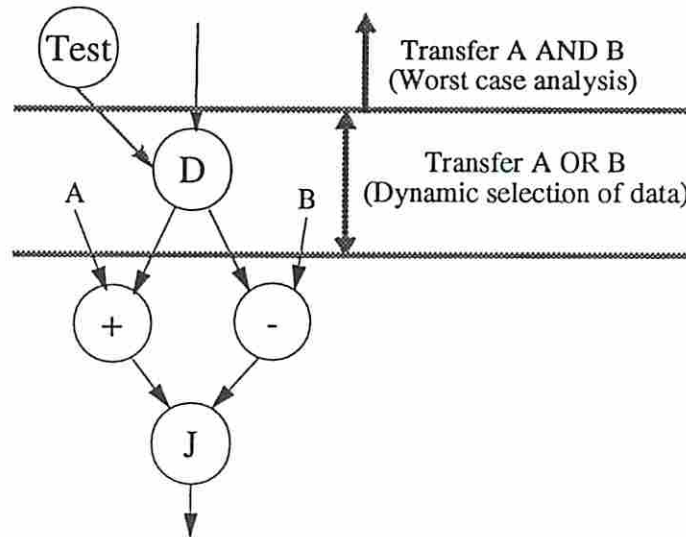 Test
Transfer A AND B
(Worst case analysis)
D
Transfer A OR B
(Dynamic selection of data)
A
B
+
-
J